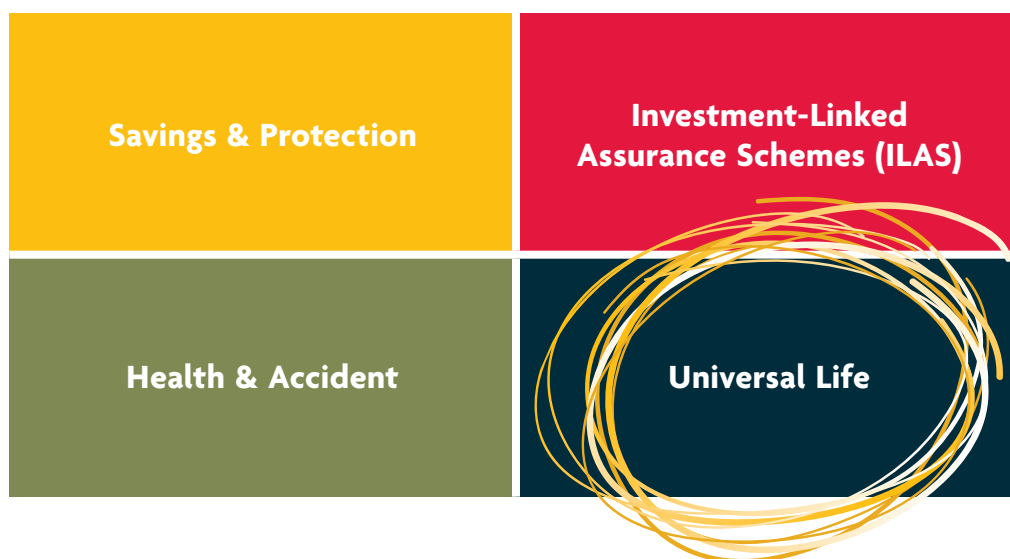 Savings & Protection
Investment-Linked
Assurance Schemes (ILAS)
Health & Accident
Universal Life